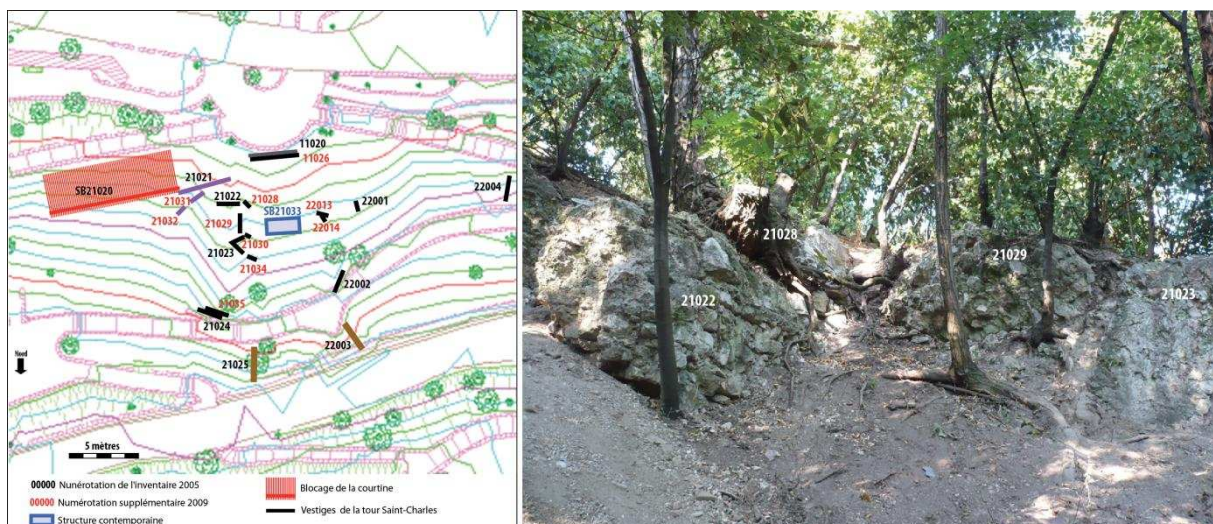 11020
11026
SB21020
21021
21031
21032
21022
21028
SB21033
22013
22001
22004
21029
22014
21030
21023
21034
22002
21035
21024
22003
21025
Nord
5 mètres
00000 Nunérotation de l'inventaire 2005
00000 Numérotation supplémentaire 2009
Structure contemporaine
Blocage de la courtine
Vestiges de la tour Saint-Charles
21028
21029
21022
21023